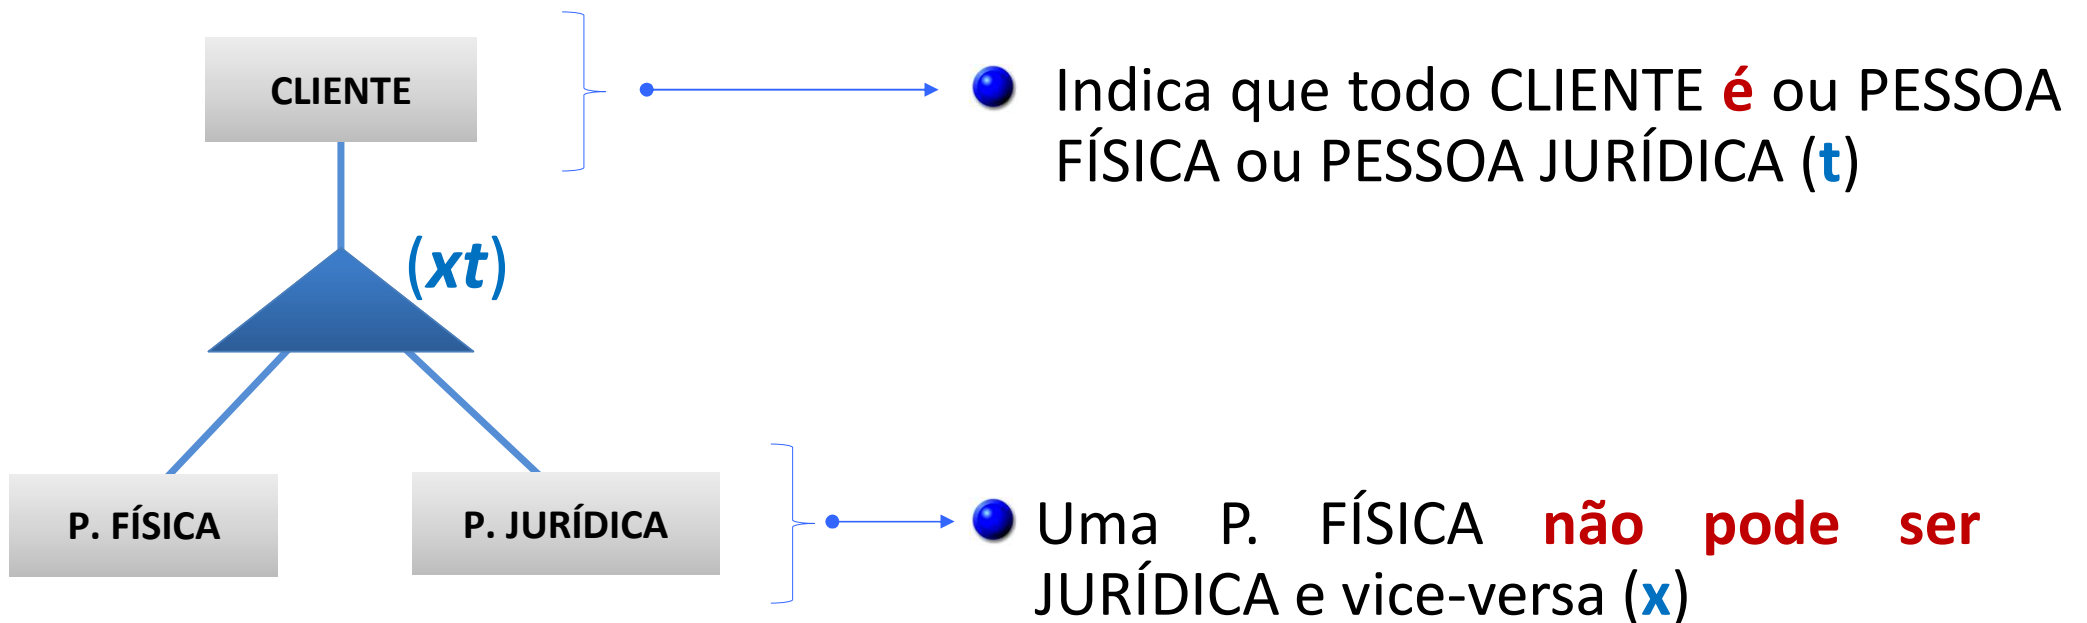 CLIENTE
Indica que todo CLIENTE é ou PESSOA
FÍSICA ou PESSOA JURÍDICA (t)
(xt)
P. FÍSICA
P. JURÍDICA
Uma P. FÍSICA não pode ser
JURÍDICA e vice-versa (x)